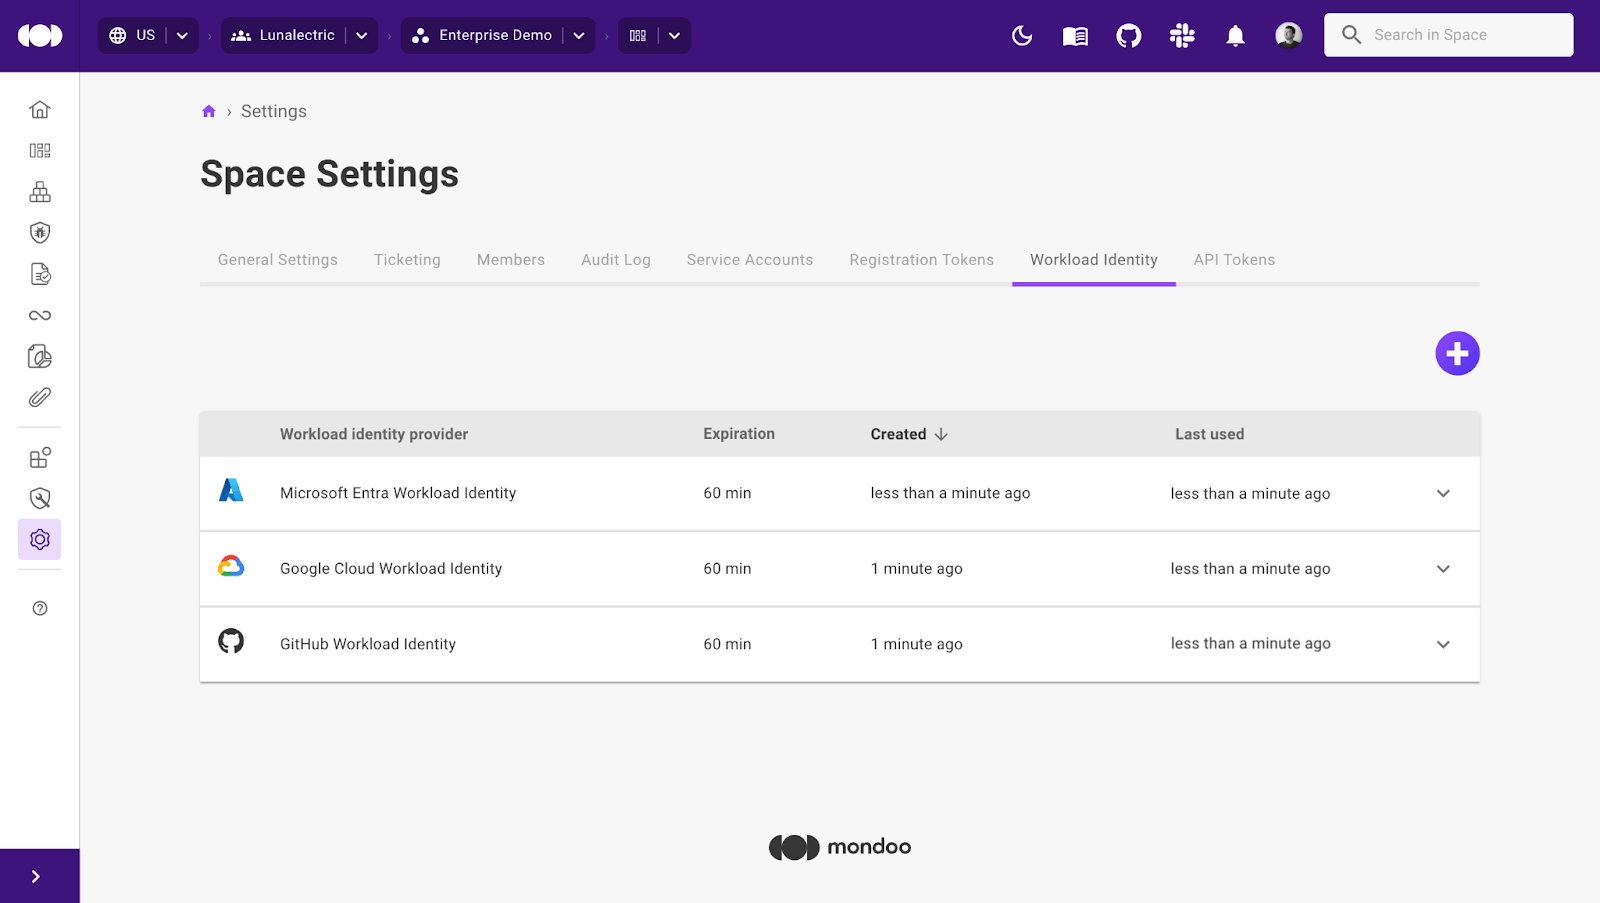 US
Lunalectric
Enterprise Demo
Search in Space
Settings
Space Settings
General Settings
Ticketing
Members
Audit Log
Service Accounts
Registration Tokens
Workload Identity
API Tokens
Workload identity provider Expiration Created Last used
Microsoft Entra Workload Identity 60 min less than a minute ago less than a minute ago
Google Cloud Workload Identity 60 min 1 minute ago less than a minute ago
GitHub Workload Identity 60 min 1 minute ago less than a minute ago
mondoo